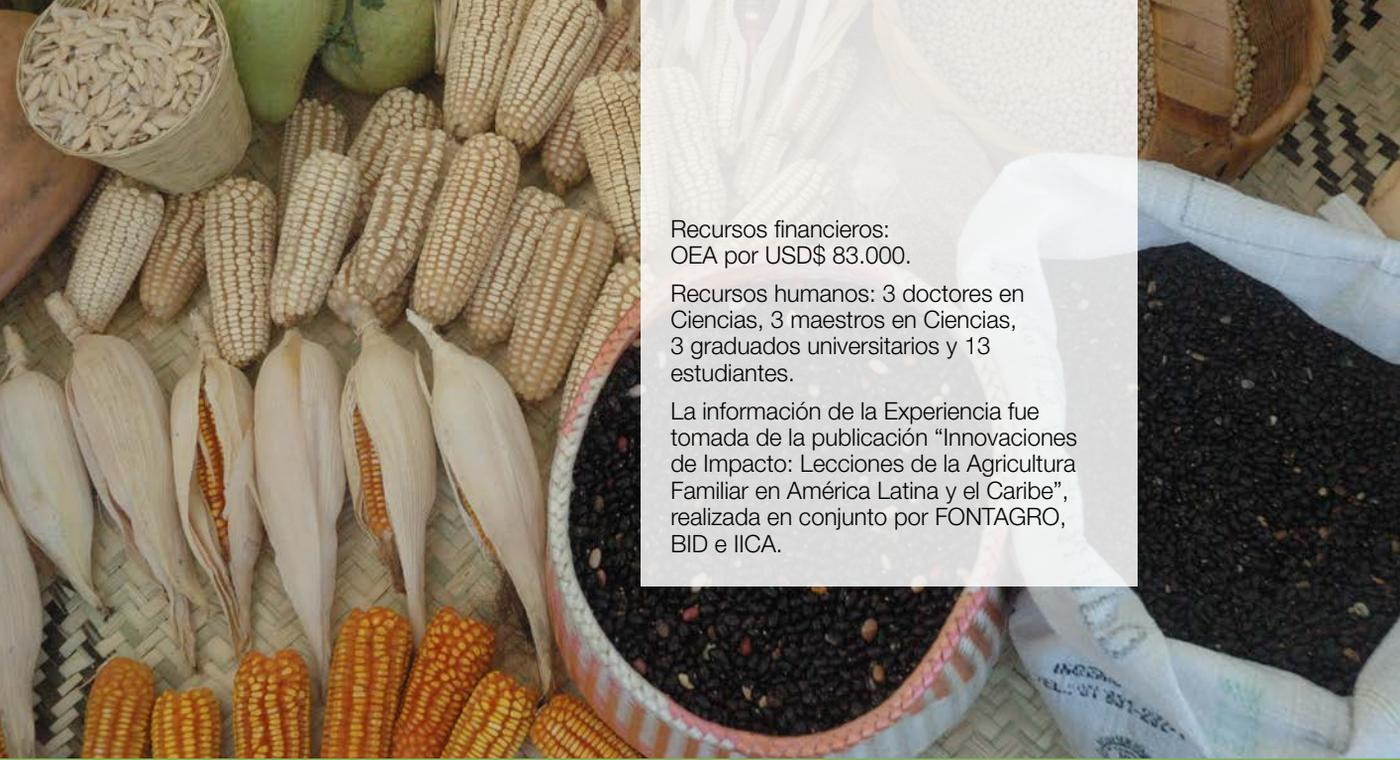 Recursos financieros:
OEA por USD$ 83.000.
Recursos humanos: 3 doctores en
Ciencias, 3 maestros en Ciencias,
3 graduados universitarios y 13
estudiantes.
La información de la Experiencia fue
tomada de la publicación “Innovaciones
de Impacto: Lecciones de la Agricultura
Familiar en América Latina y el Caribe”,
realizada en conjunto por FONTAGRO,
BID e IICA.